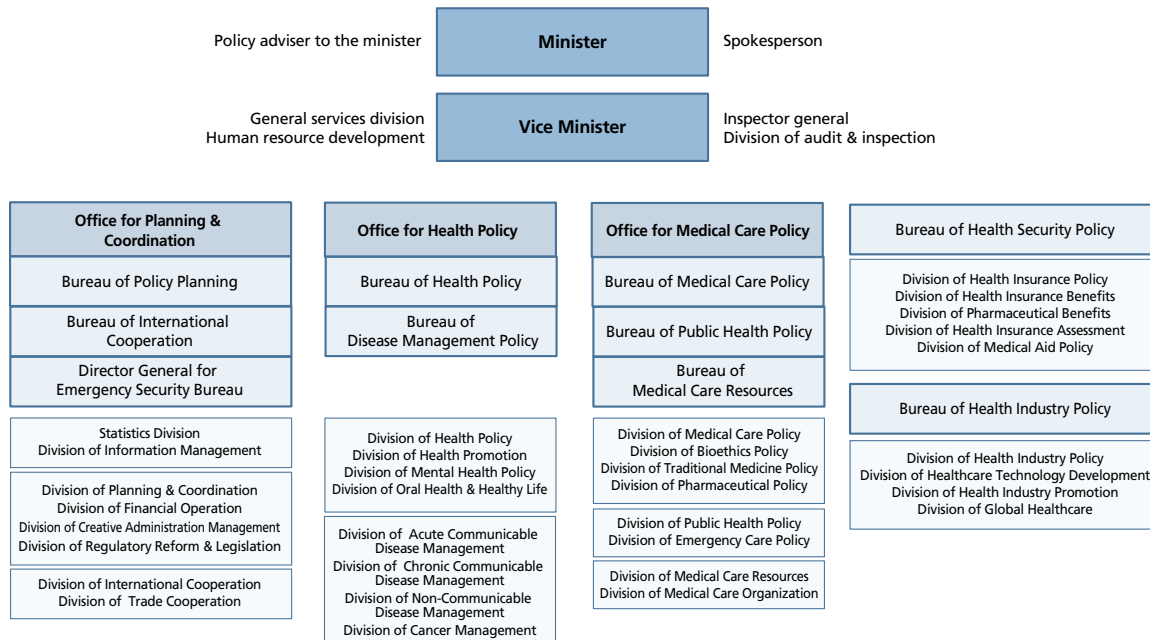 Policy adviser to the minister
Minister
Spokesperson
General services division
Human resource development
Vice Minister
Inspector general
Division of audit & inspection
Office for Planning &
Coordination
Bureau of Policy Planning
Bureau of International
Cooperation
Director General for
Emergency Security Bureau
Statistics Division
Division of Information Management
Division of Planning & Coordination
Division of Financial Operation
Division of Creative Administration Management
Division of Regulatory Reform & Legislation
Division of International Cooperation
Division of Trade Cooperation
Office for Health Policy
Bureau of Health Policy
Bureau of
Disease Management Policy
Division of Health Policy
Division of Health Promotion
Division of Mental Health Policy
Division of Oral Health & Healthy Life
Division of Acute Communicable
Disease Management
Division of Chronic Communicable
Disease Management
Division of Non-Communicable
Disease Management
Division of Cancer Management
Office for Medical Care Policy
Bureau of Medical Care Policy
Bureau of Public Health Policy
Bureau of
Medical Care Resources
Division of Medical Care Policy
Division of Bioethics Policy
Division of Traditional Medicine Policy
Division of Pharmaceutical Policy
Division of Public Health Policy
Division of Emergency Care Policy
Division of Medical Care Resources
Division of Medical Care Organization
Bureau of Health Security Policy
Division of Health Insurance Policy
Division of Health Insurance Benefits
Division of Pharmaceutical Benefits
Division of Health Insurance Assessment
Division of Medical Aid Policy
Bureau of Health Industry Policy
Division of Health Industry Policy
Division of Healthcare Technology Development
Division of Health Industry Promotion
Division of Global Healthcare